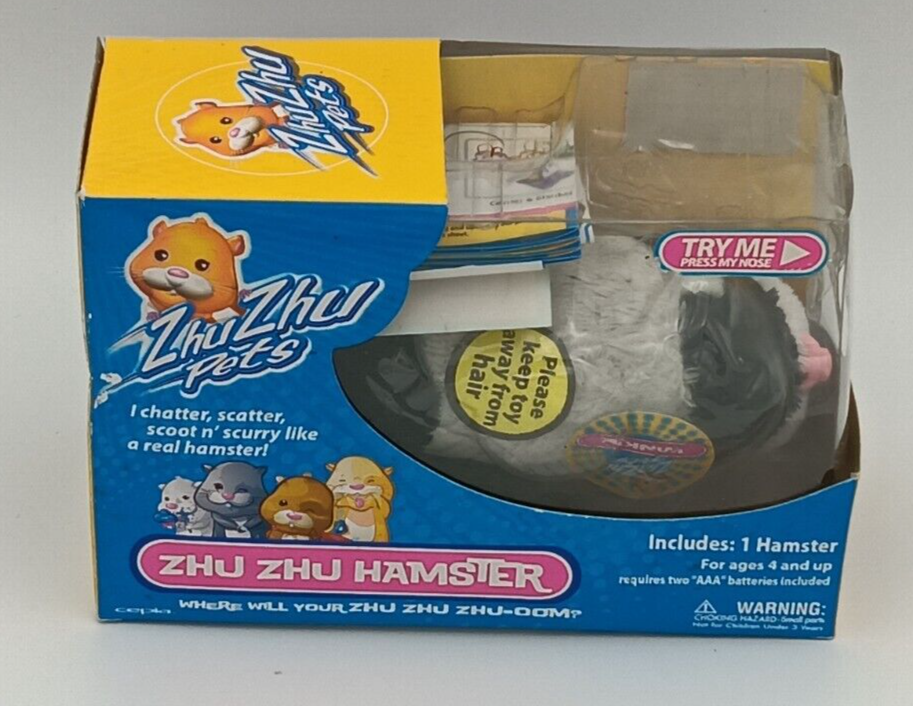 ZhuZhu
Pets
ZhuZhu
Pets
I chatter, scatter,
scoot n' scurry like
a real hamster!
TRY ME
PRESS MY NOSE
Please
keep toy
away from
hair
ZHU ZHU HAMSTER
WHERE WILL YOUR ZHU ZHU ZHU-OOM?
cepia
Includes: 1 Hamster
For ages 4 and up
requires two "AAA" batteries included
WARNING:
CHOKING HAZARD-Small parts
Not for Children Under 3 Years